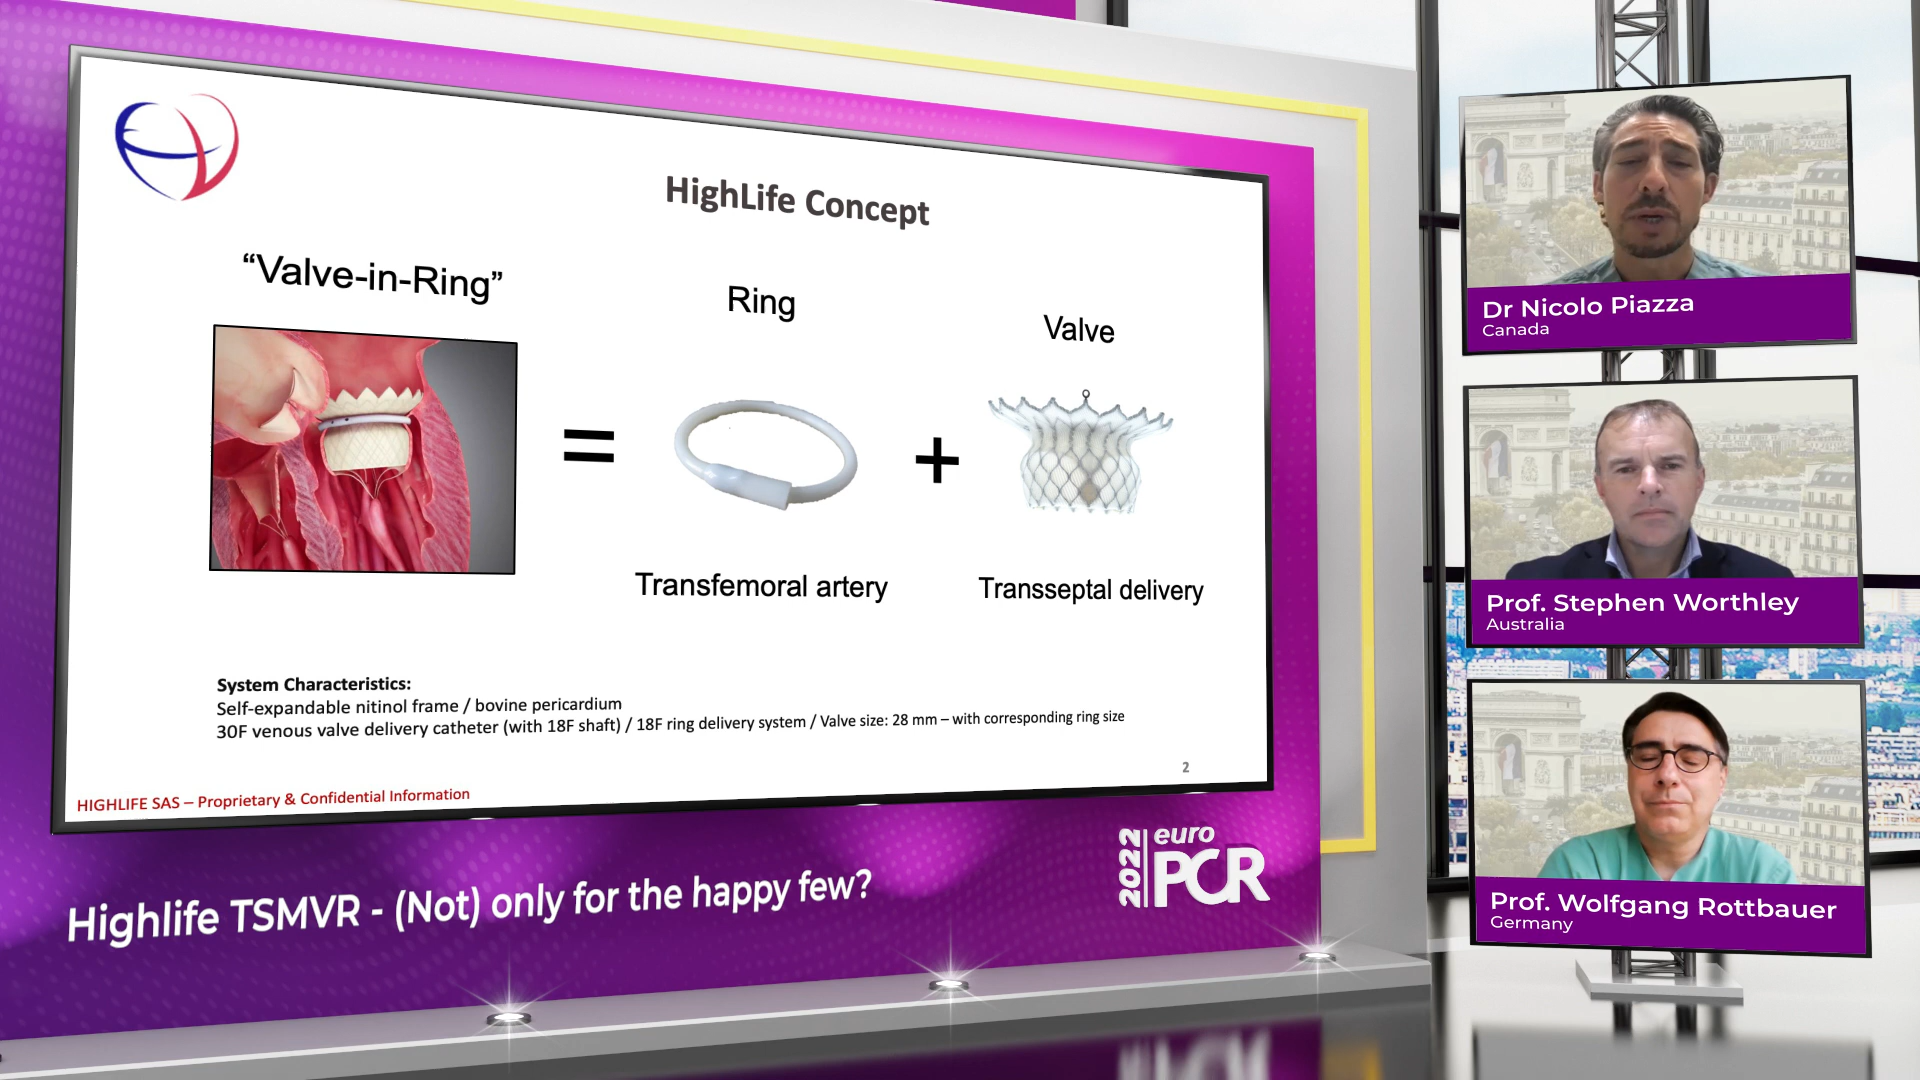 HighLife Concept
“Valve-in-Ring”
Ring
Valve
=
+
Transfemoral artery
Transseptal delivery
System Characteristics:
Self-expandable nitinol frame / bovine pericardium
30F venous valve delivery catheter (with 18F shaft) / 18F ring delivery system / Valve size: 28 mm – with corresponding ring size
2
HIGHLIFE SAS – Proprietary & Confidential Information
Highlife TSMVR - (Not) only for the happy few?
2022
euro
PCR
Dr Nicolo Piazza
Canada
Prof. Stephen Worthley
Australia
Prof. Wolfgang Rottbauer
Germany